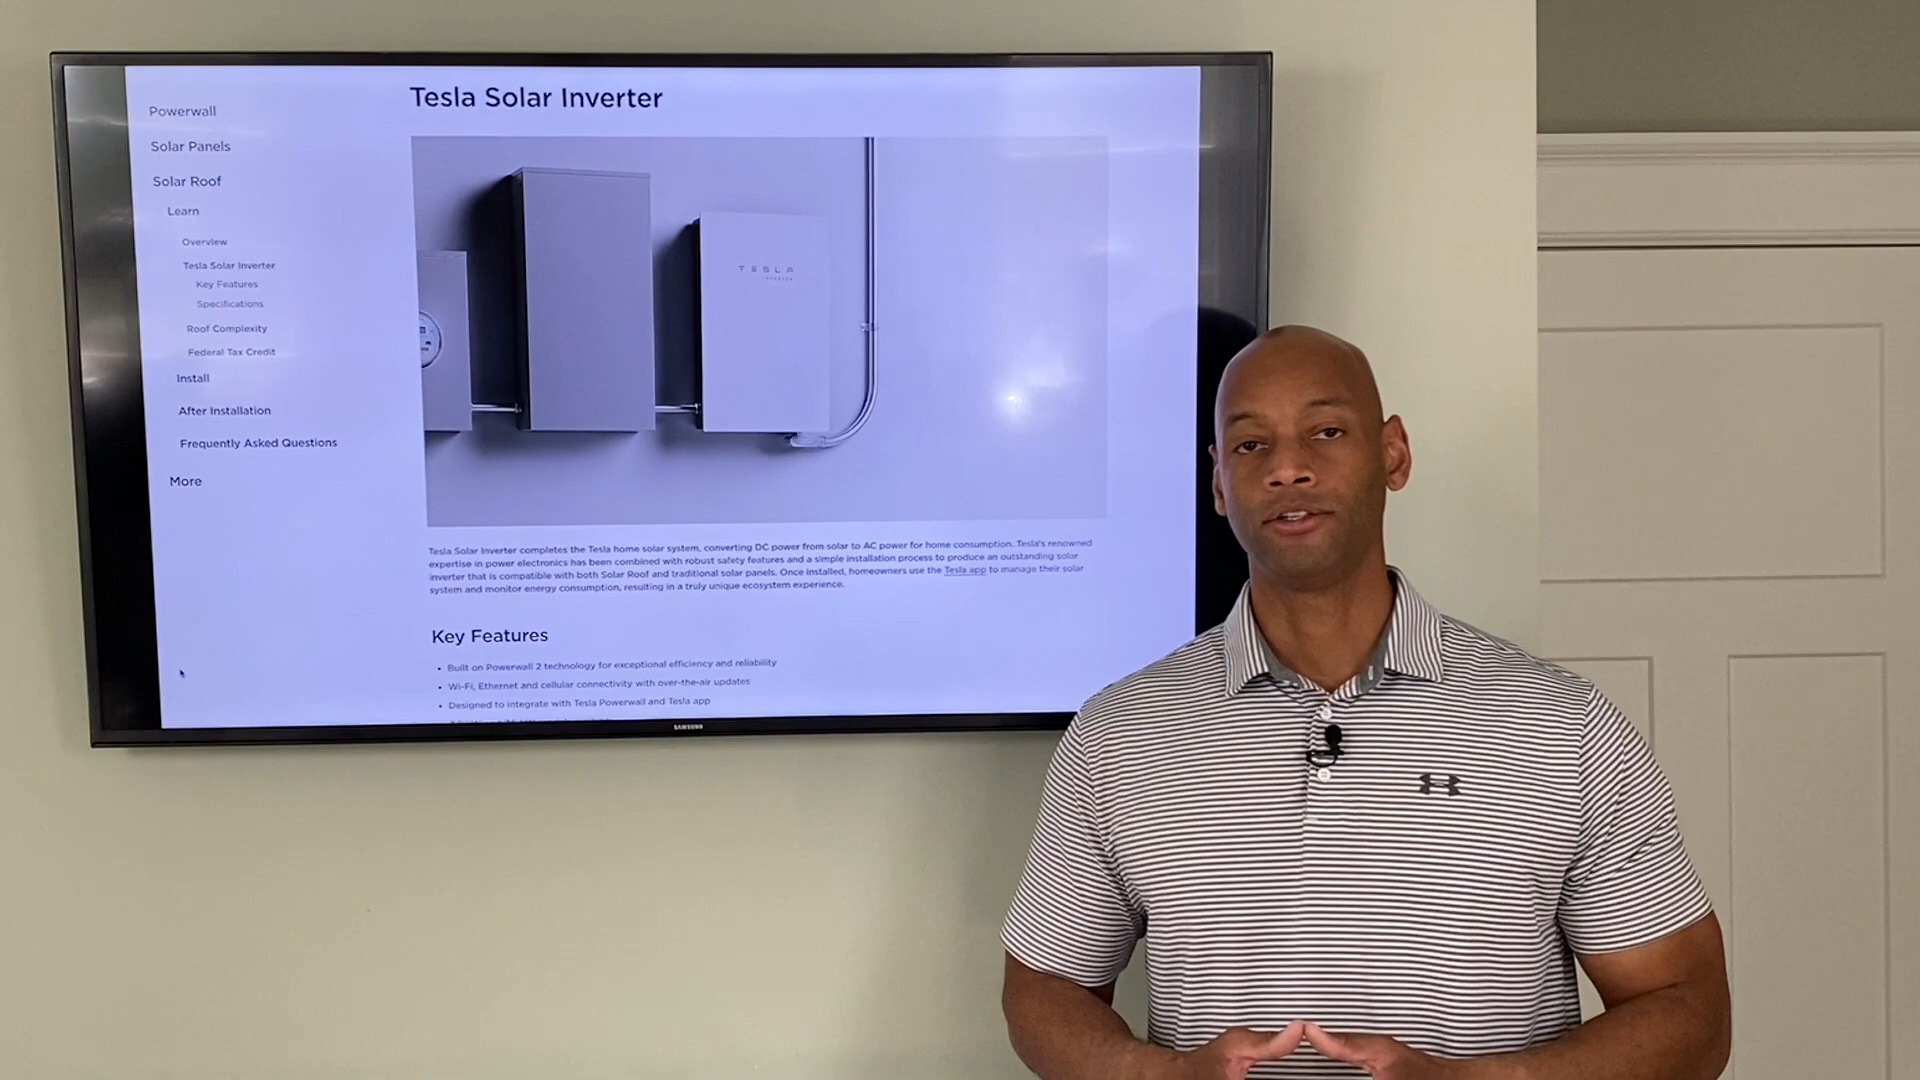 Powerwall
Solar Panels
Solar Roof
Learn
Overview
Tesla Solar Inverter
Key Features
Specifications
Roof Complexity
Federal Tax Credit
Install
After Installation
Frequently Asked Questions
More
Tesla Solar Inverter
TESLA
INVERTER
Tesla Solar Inverter completes the Tesla home solar system, converting DC power from solar to AC power for home consumption. Tesla's renowned
expertise in power electronics has been combined with robust safety features and a simple installation process to produce an outstanding solar
inverter that is compatible with both Solar Roof and traditional solar panels. Once installed, homeowners use the Tesla app to manage their solar
system and monitor energy consumption, resulting in a truly unique ecosystem experience.
Key Features
• Built on Powerwall 2 technology for exceptional efficiency and reliability
• Wi-Fi, Ethernet and cellular connectivity with over-the-air updates
• Designed to integrate with Tesla Powerwall and Tesla app
SAMSUNG